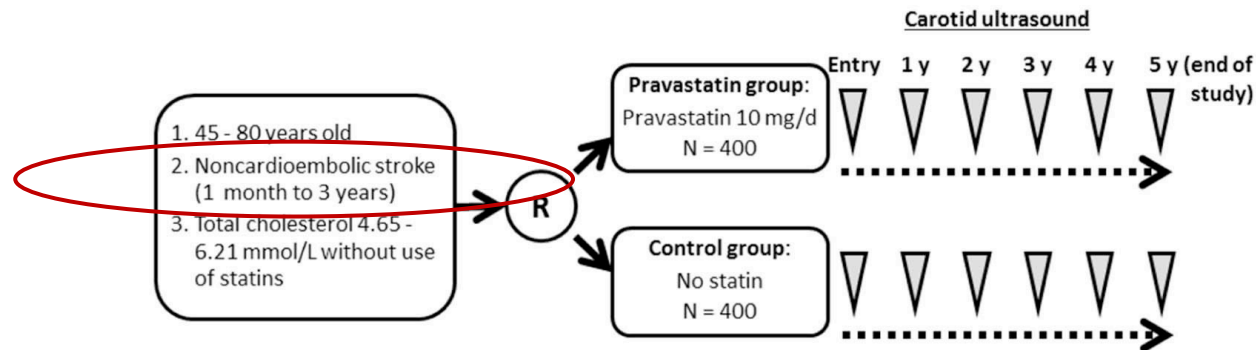 Carotid ultrasound
Entry 1 y 2 y 3 y 4 y 5 y (end of
study)
1. 45 - 80 years old
2. Noncardioembolic stroke
(1 month to 3 years)
3. Total cholesterol 4.65 -
6.21 mmol/L without use
of statins
R
Pravastatin group:
Pravastatin 10 mg/d
N = 400
Control group:
No statin
N = 400